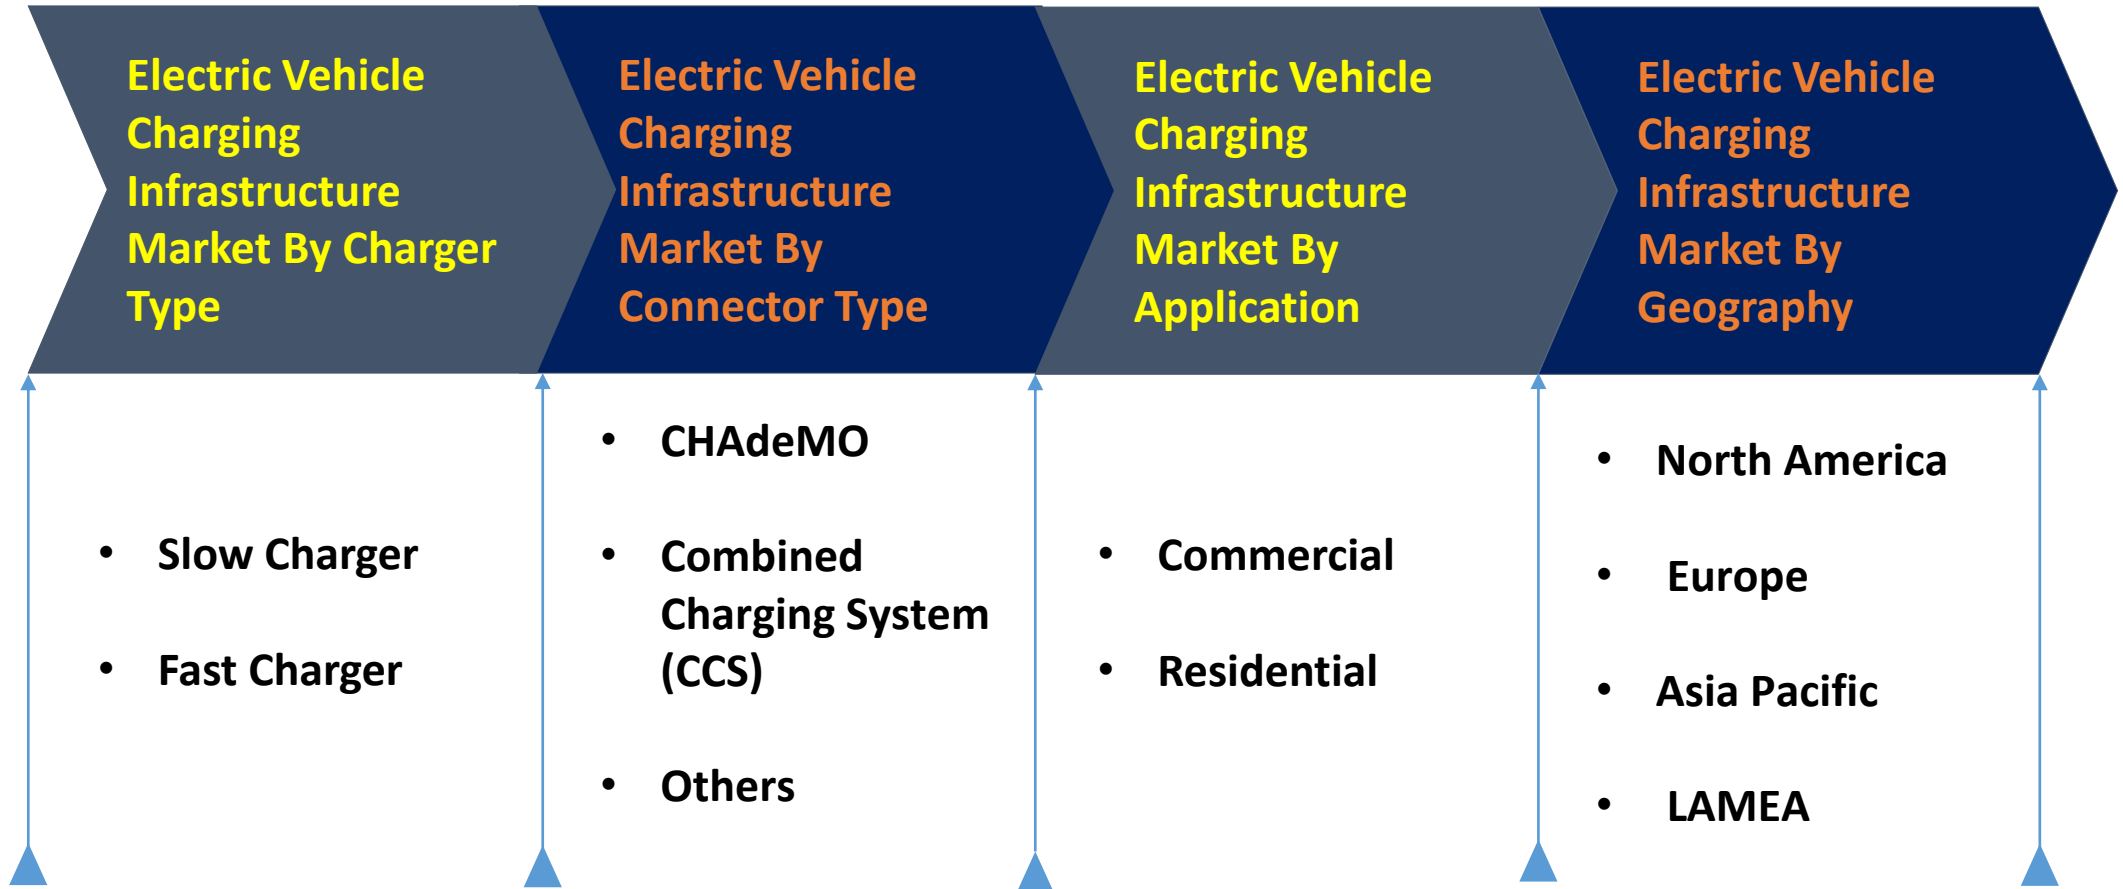 Electric Vehicle
Charging
Infrastructure
Market By Charger
Type
Electric Vehicle
Charging
Infrastructure
Market By
Connector Type
Electric Vehicle
Charging
Infrastructure
Market By
Application
Electric Vehicle
Charging
Infrastructure
Market By
Geography
• Slow Charger
• Fast Charger
• CHAdeMO
• Combined
Charging System
(CCS)
• Others
• Commercial
• Residential
• North America
• Europe
• Asia Pacific
• LAMEA